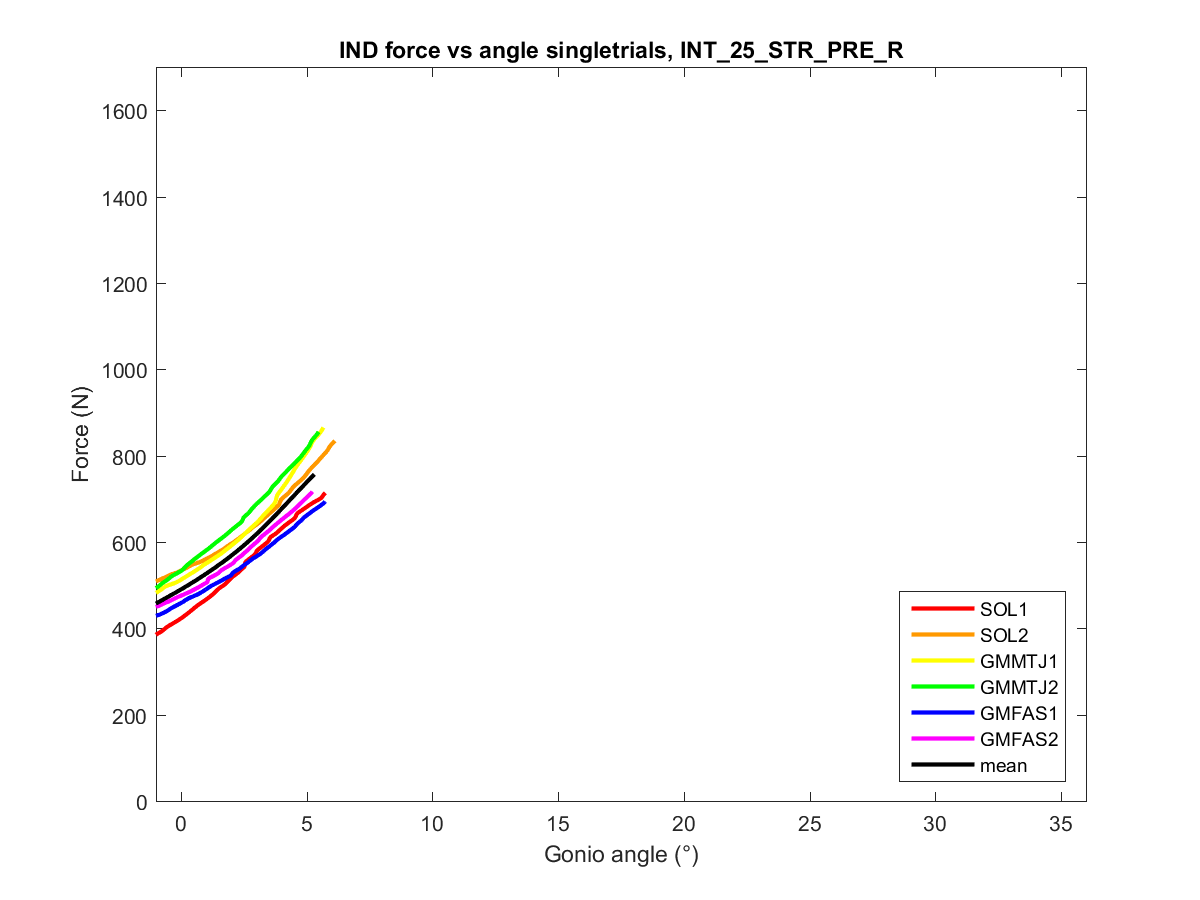 IND force vs angle singletrials, INT_25_STR_PRE_R
1600
1400
1200
1000
800
600
400
200
0
Force (N)
0 5 10 15 20 25 30 35
Gonio angle (°)
SOL1
SOL2
GMMTJ1
GMMTJ2
GMFAS1
GMFAS2
mean